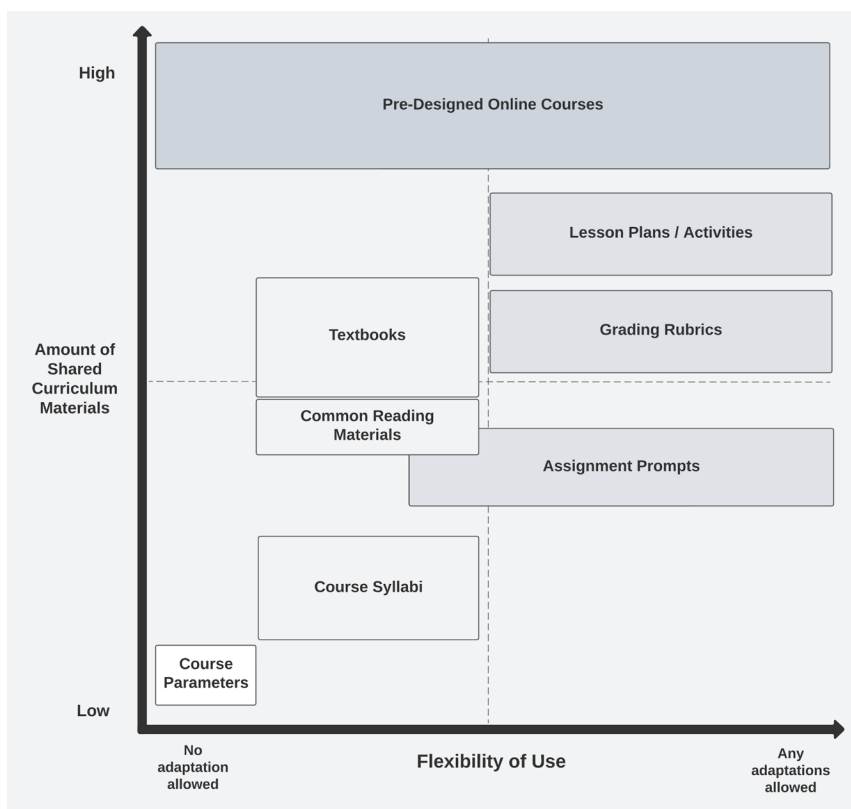 High
Pre-Designed Online Courses
Lesson Plans / Activities
Textbooks
Grading Rubrics
Amount of
Shared
Curriculum
Materials
Common Reading
Materials
Assignment Prompts
Course Syllabi
Course
Parameters
Low
No
adaptation
allowed
Flexibility of Use
Any
adaptations
allowed